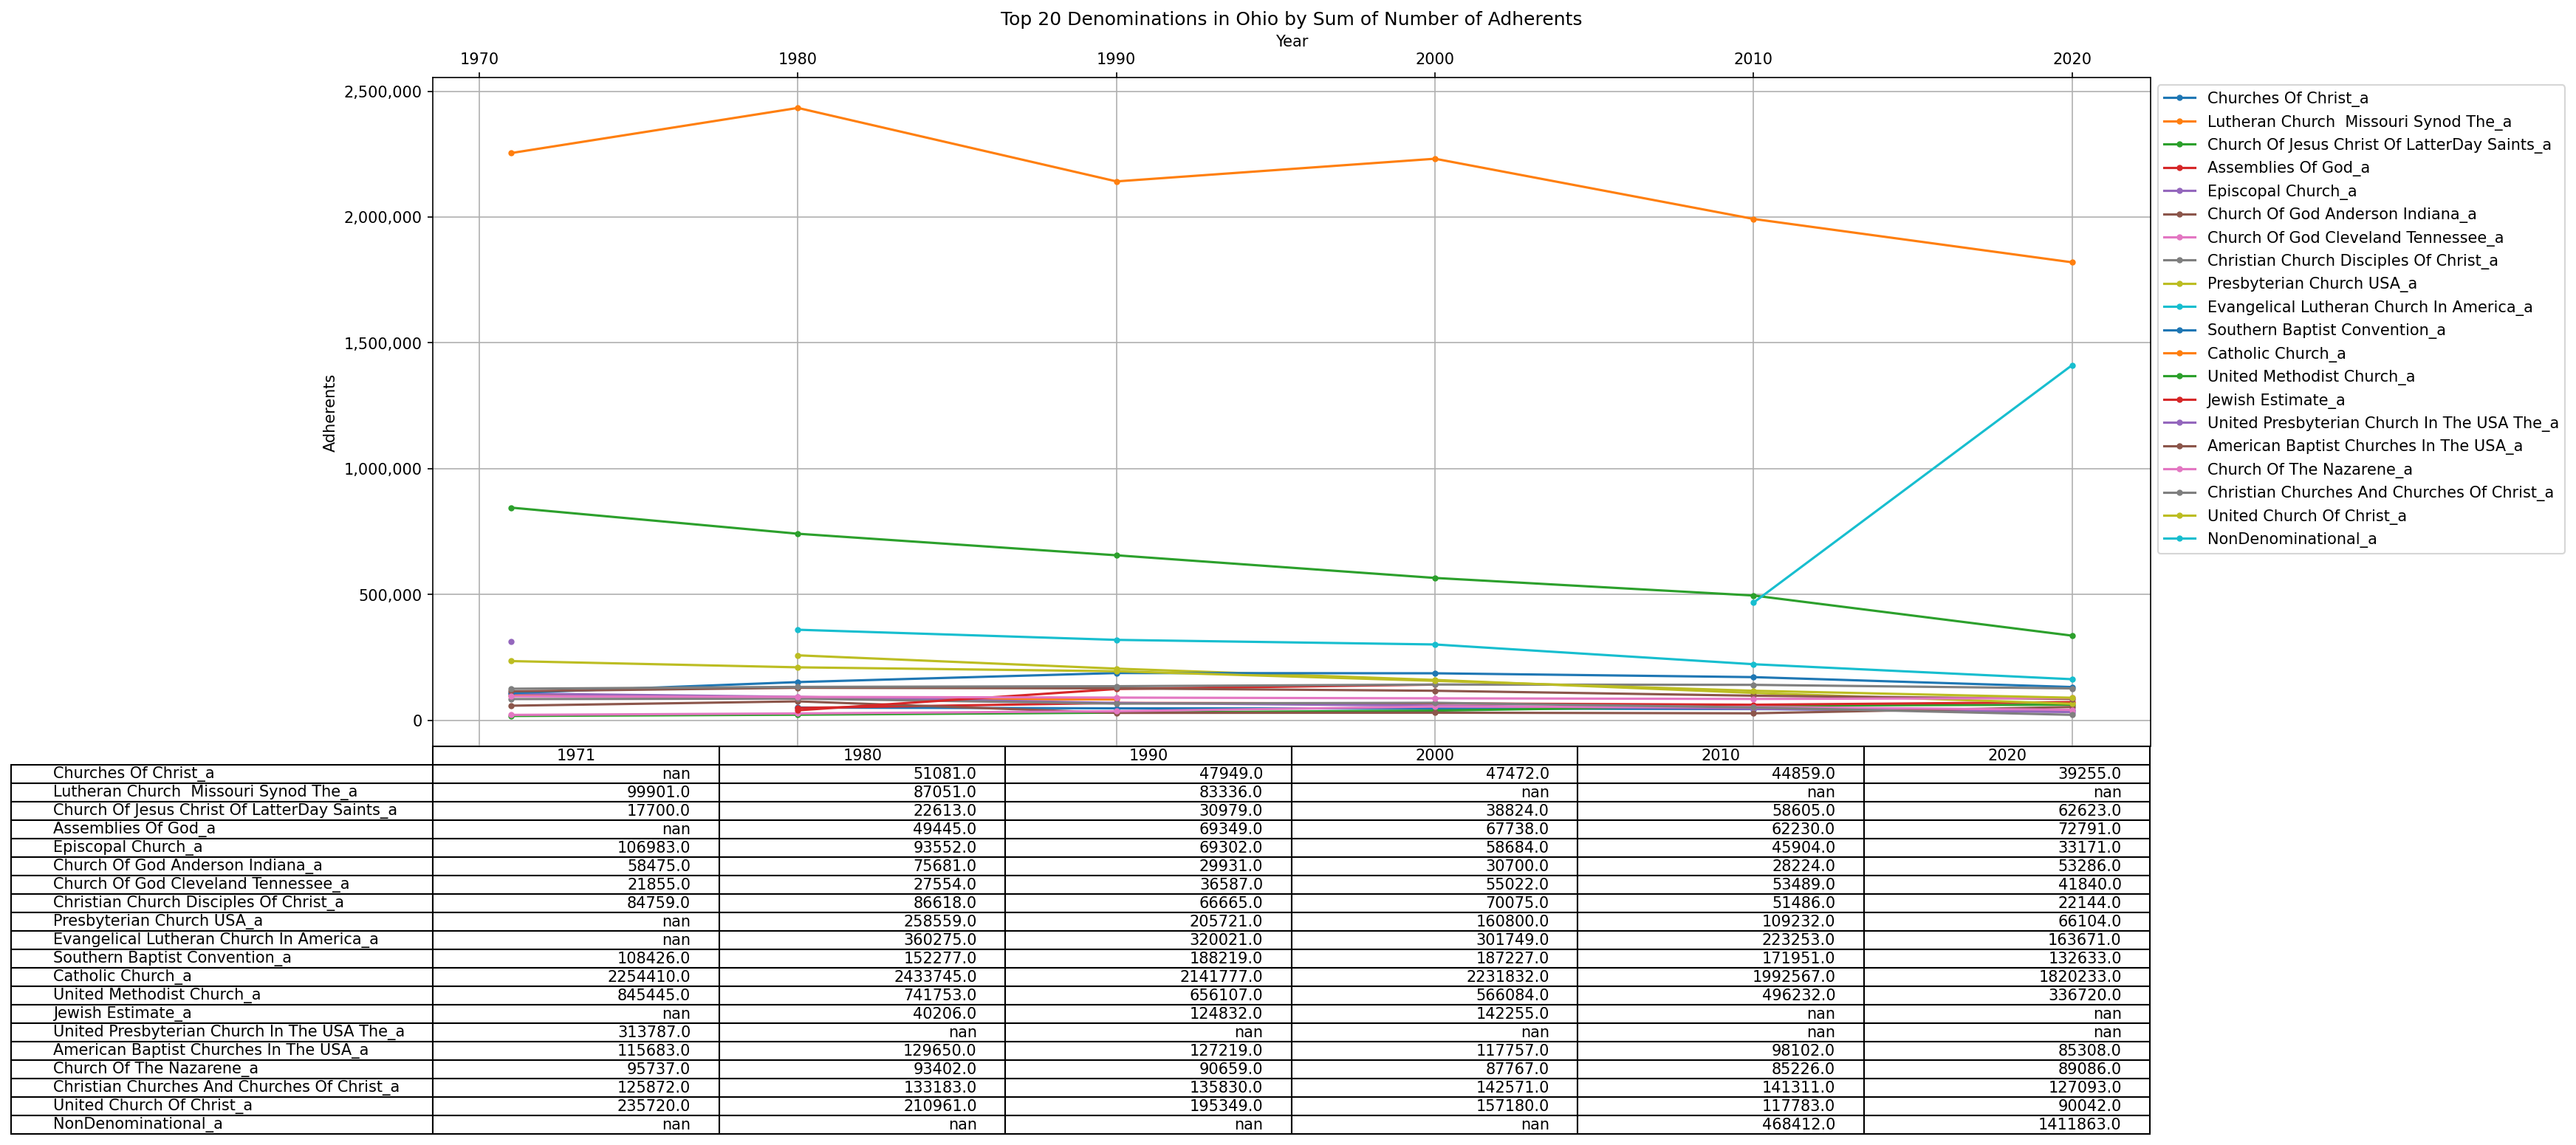 Top 20 Denominations in Ohio by Sum of Number of Adherents
Year
1970 1980 1990 2000 2010 2020
Adherents
2,500,000
2,000,000
1,500,000
1,000,000
500,000
0
Churches Of Christ_a
Lutheran Church  Missouri Synod The_a
Church Of Jesus Christ Of LatterDay Saints_a
Assemblies Of God_a
Episcopal Church_a
Church Of God Anderson Indiana_a
Church Of God Cleveland Tennessee_a
Christian Church Disciples Of Christ_a
Presbyterian Church USA_a
Evangelical Lutheran Church In America_a
Southern Baptist Convention_a
Catholic Church_a
United Methodist Church_a
Jewish Estimate_a
United Presbyterian Church In The USA The_a
American Baptist Churches In The USA_a
Church Of The Nazarene_a
Christian Churches And Churches Of Christ_a
United Church Of Christ_a
NonDenominational_a
1971 1980 1990 2000 2010 2020
Churches Of Christ_a nan 51081.0 47949.0 47472.0 44859.0 39255.0
Lutheran Church  Missouri Synod The_a 99901.0 87051.0 83336.0 nan nan nan
Church Of Jesus Christ Of LatterDay Saints_a 17700.0 22613.0 30979.0 38824.0 58605.0 62623.0
Assemblies Of God_a nan 49445.0 69349.0 67738.0 62230.0 72791.0
Episcopal Church_a 106983.0 93552.0 69302.0 58684.0 45904.0 33171.0
Church Of God Anderson Indiana_a 58475.0 75681.0 29931.0 30700.0 28224.0 53286.0
Church Of God Cleveland Tennessee_a 21855.0 27554.0 36587.0 55022.0 53489.0 41840.0
Christian Church Disciples Of Christ_a 84759.0 86618.0 66665.0 70075.0 51486.0 22144.0
Presbyterian Church USA_a nan 258559.0 205721.0 160800.0 109232.0 66104.0
Evangelical Lutheran Church In America_a nan 360275.0 320021.0 301749.0 223253.0 163671.0
Southern Baptist Convention_a 108426.0 152277.0 188219.0 187227.0 171951.0 132633.0
Catholic Church_a 2254410.0 2433745.0 2141777.0 2231832.0 1992567.0 1820233.0
United Methodist Church_a 845445.0 741753.0 656107.0 566084.0 496232.0 336720.0
Jewish Estimate_a nan 40206.0 124832.0 142255.0 nan nan
United Presbyterian Church In The USA The_a 313787.0 nan nan nan nan nan
American Baptist Churches In The USA_a 115683.0 129650.0 127219.0 117757.0 98102.0 85308.0
Church Of The Nazarene_a 95737.0 93402.0 90659.0 87767.0 85226.0 89086.0
Christian Churches And Churches Of Christ_a 125872.0 133183.0 135830.0 142571.0 141311.0 127093.0
United Church Of Christ_a 235720.0 210961.0 195349.0 157180.0 117783.0 90042.0
NonDenominational_a nan nan nan nan 468412.0 1411863.0